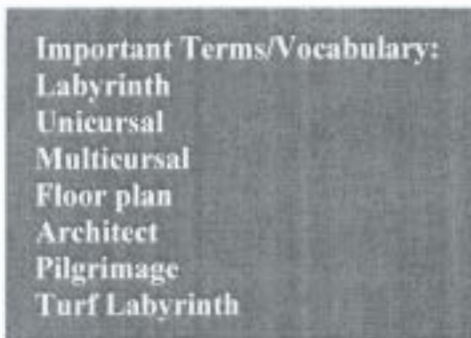 Important Terms/Vocabulary:
Labyrinth
Unicursal
Multicursal
Floor plan
Architect
Pilgrimage
Turf Labyrinth